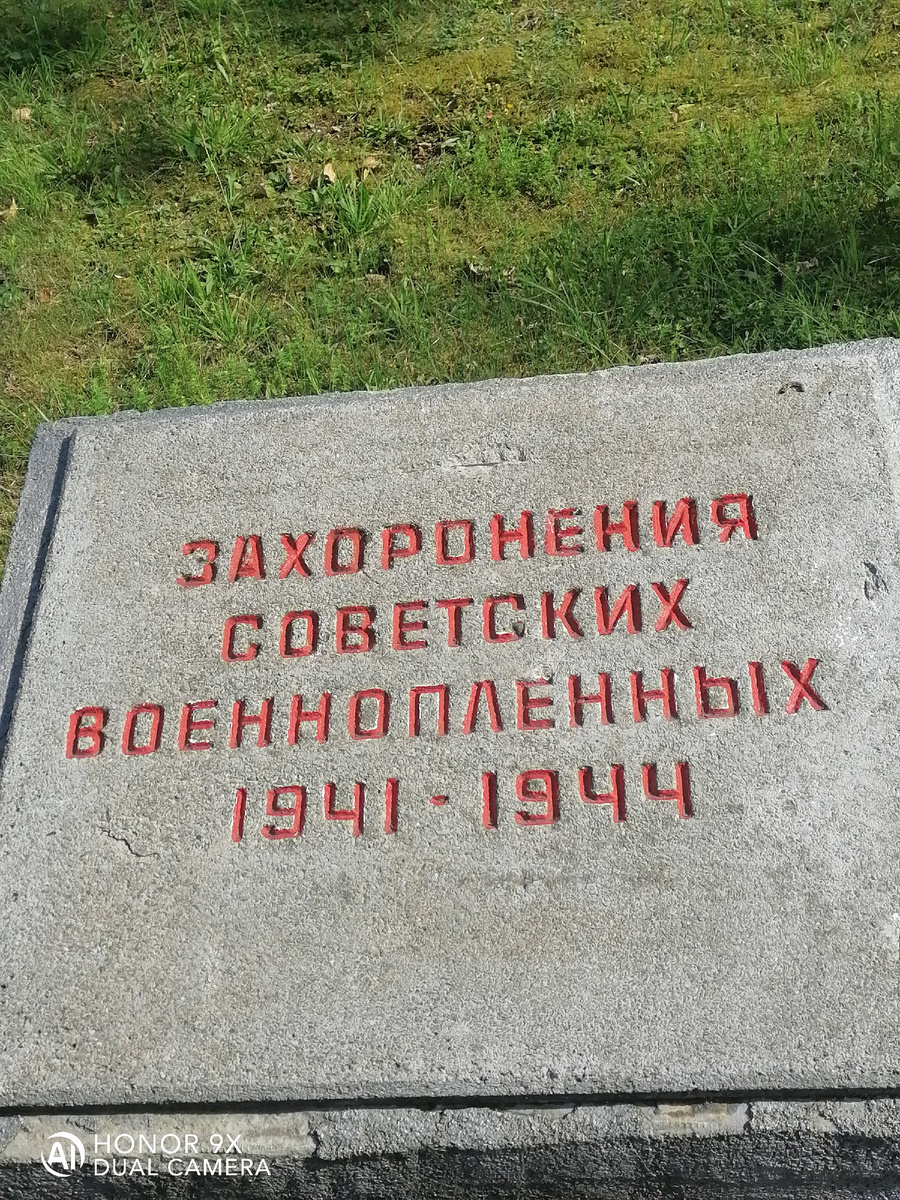 ЗАХОРОНЕНИЯ
СОВЕТСКИХ
ВОЕННОПЛЕННЫХ
1941 - 1944
HONOR 9X
DUAL CAMERA